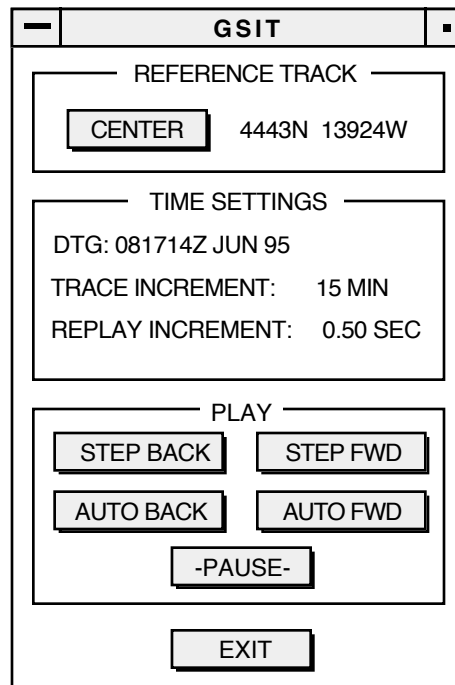 GSIT
REFERENCE TRACK
CENTER 4443N 13924W
TIME SETTINGS
DTG: 081714Z JUN 95
TRACE INCREMENT: 15 MIN
REPLAY INCREMENT: 0.50 SEC
PLAY
STEP BACK STEP FWD
AUTO BACK AUTO FWD
-PAUSE-
EXIT